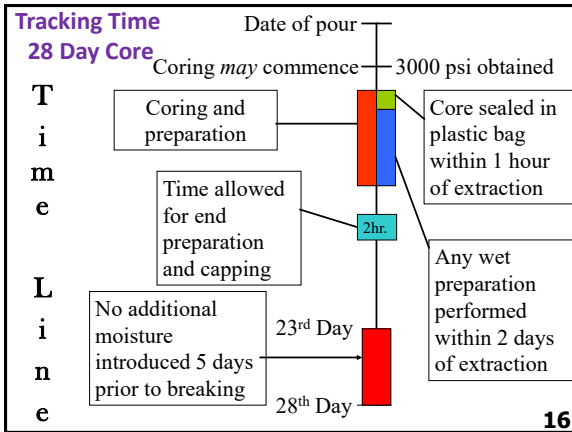 Tracking Time
28 Day Core
Date of pour
Coring may commence
3000 psi obtained
T
i
m
e
L
i
n
e
Coring and
preparation
Core sealed in
plastic bag
within 1 hour
of extraction
Time allowed
for end
preparation
and capping
2hr.
Any wet
preparation
performed
within 2 days
of extraction
No additional
moisture
introduced 5 days
prior to breaking
23rd Day
28th Day
16